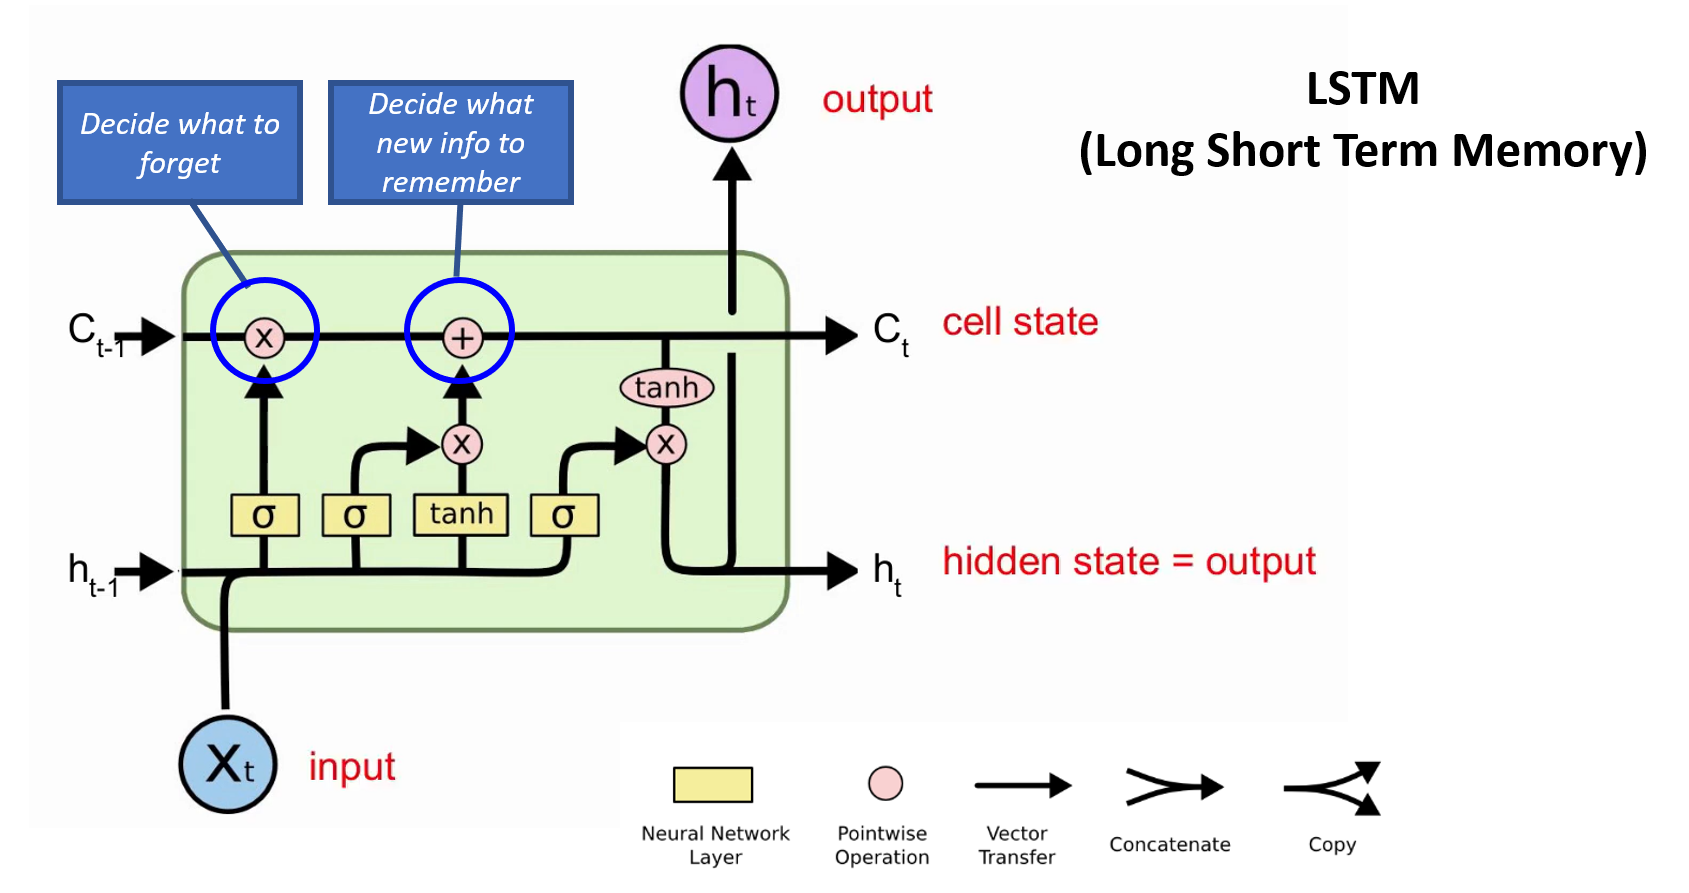 LSTM
(Long Short Term Memory)
Decide what to
forget
Decide what
new info to
remember
hₜ
output
Cₜ₋₁
x
+
Cₜ
cell state
tanh
x
x
σ
σ
tanh
σ
hₜ₋₁
hₜ
hidden state = output
Xₜ
input
Neural Network
Layer
Pointwise
Operation
Vector
Transfer
Concatenate
Copy